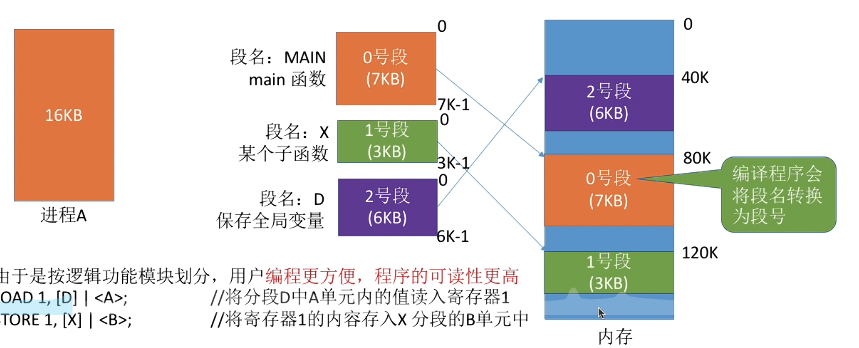 16KB
进程A
段名：MAIN
main 函数
段名：X
某个子函数
段名：D
保存全局变量
0
0号段
(7KB)
7K-1
0
1号段
(3KB)
3K-1
0
2号段
(6KB)
6K-1
0
40K
2号段
(6KB)
80K
0号段
(7KB)
120K
1号段
(3KB)
内存
编译程序会
将段名转换
为段号
由于是按逻辑功能模块划分，用户编程更方便，程序的可读性更高
OAD 1, [D] | <A>; //将分段D中A单元内的值读入寄存器1
STORE 1, [X] | <B>; //将寄存器1的内容存入X 分段的B单元中